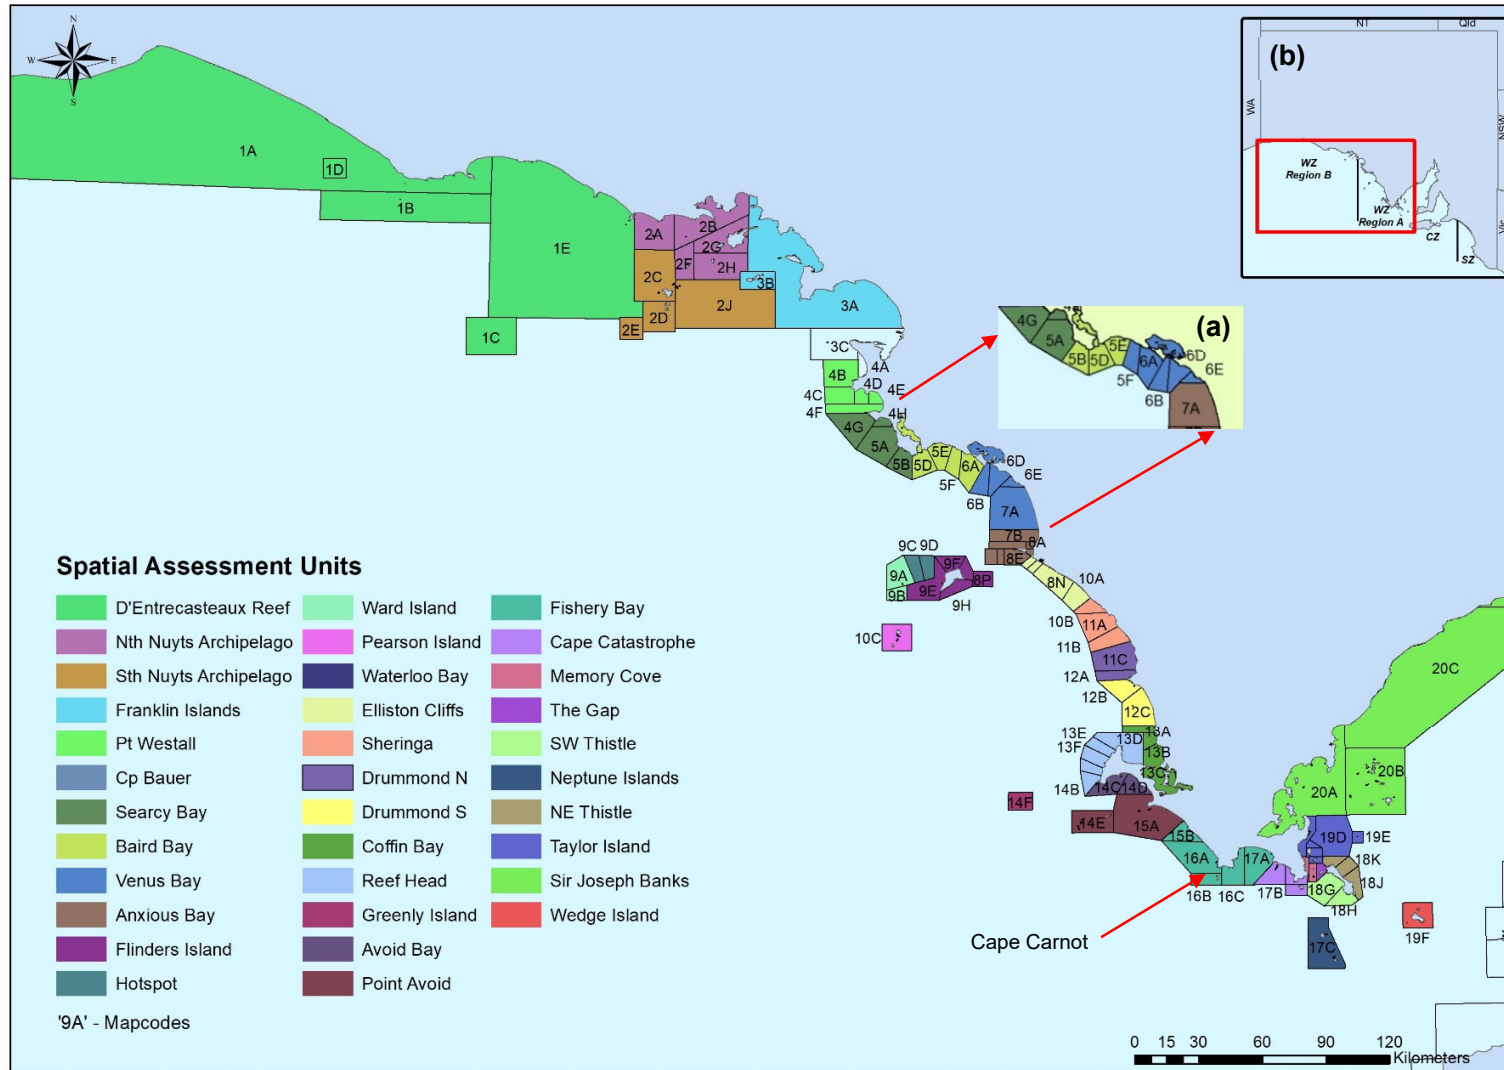 N
W
E
S
1A
1D
1B
1E
1C
2A
2B
2G
2F
2H
2C
3B
2J
2D
2E
3A
3C
4A
4B
4D
4E
4C
4F
4H
4G
5A
5B
5D
5E
5F
6A
6B
6D
6E
7A
7B
8A
8E
8N
10A
9C
9D
9F
9A
9E
8P
9B
9H
10C
10B
11A
11B
11C
12A
12B
12C
13A
13E
13D
13F
13B
13C
14B
14C
14D
14F
14E
15A
15B
16A
17A
16B
16C
17B
17C
18G
18H
18J
18K
19D
19E
19F
20A
20B
20C
(a)
4G
5A
5B
5D
5E
5F
6A
6D
6E
6B
7A
(b)
NT
Qld
WA
NSW
Vic
WZ
Region B
WZ
Region A
CZ
SZ
Cape Carnot
Spatial Assessment Units
D'Entrecasteaux Reef
Nth Nuyts Archipelago
Sth Nuyts Archipelago
Franklin Islands
Pt Westall
Cp Bauer
Searcy Bay
Baird Bay
Venus Bay
Anxious Bay
Flinders Island
Hotspot
Ward Island
Pearson Island
Waterloo Bay
Elliston Cliffs
Sheringa
Drummond N
Drummond S
Coffin Bay
Reef Head
Greenly Island
Avoid Bay
Point Avoid
Fishery Bay
Cape Catastrophe
Memory Cove
The Gap
SW Thistle
Neptune Islands
NE Thistle
Taylor Island
Sir Joseph Banks
Wedge Island
'9A' - Mapcodes
0 15 30 60 90 120
Kilometers